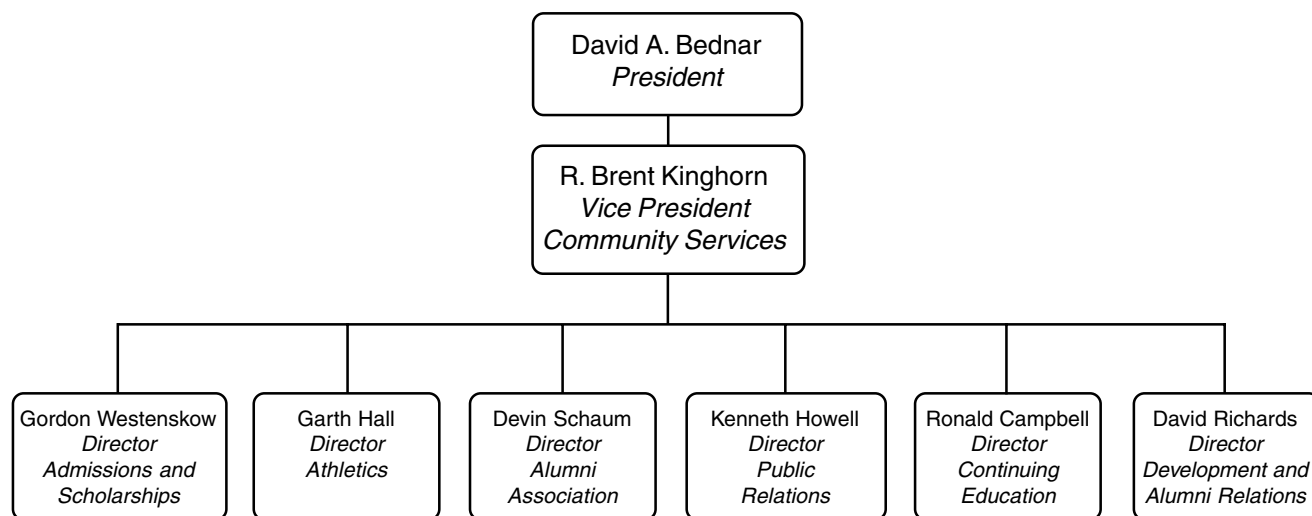 David A. Bednar
President
R. Brent Kinghorn
Vice President
Community Services
Gordon Westenskow
Director
Admissions and
Scholarships
Garth Hall
Director
Athletics
Devin Schaum
Director
Alumni
Association
Kenneth Howell
Director
Public
Relations
Ronald Campbell
Director
Continuing
Education
David Richards
Director
Development and
Alumni Relations